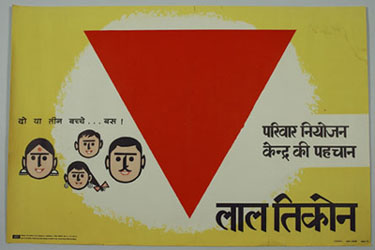 दो या तीन बच्चे...बस!
परिवार नियोजन
केन्द्र की पहचान
लाल तिकोन